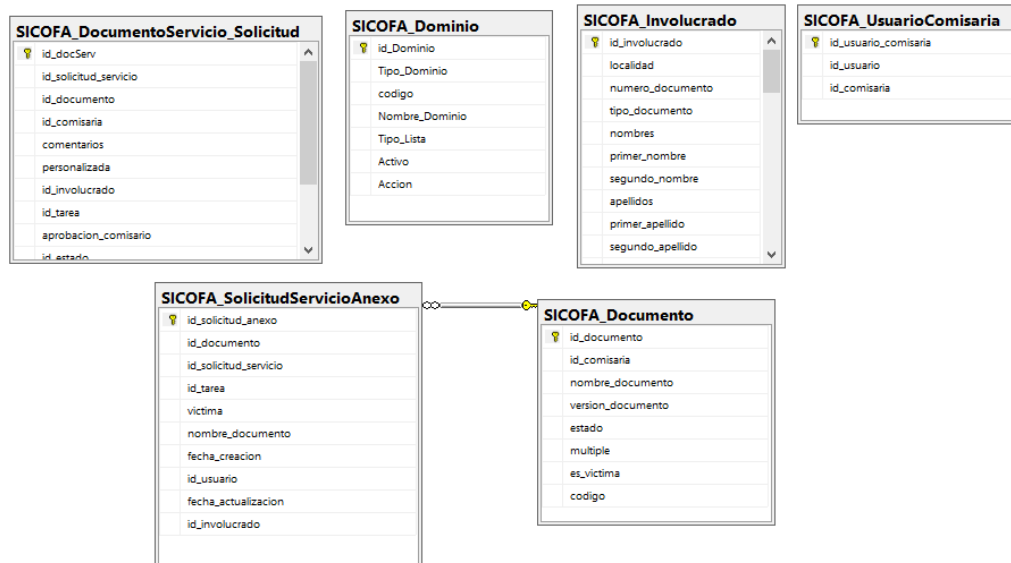 SICOFA_DocumentoServicio_Solicitud
id_docServ
id_solicitud_servicio
id_documento
id_comisaria
comentarios
personalizada
id_involucrado
id_tarea
aprobacion_comisario
id_estado
SICOFA_Dominio
id_Dominio
Tipo_Dominio
codigo
Nombre_Dominio
Tipo_Lista
Activo
Accion
SICOFA_Involucrado
id_involucrado
localidad
numero_documento
tipo_documento
nombres
primer_nombre
segundo_nombre
apellidos
primer_apellido
segundo_apellido
SICOFA_UsuarioComisaria
id_usuario_comisaria
id_usuario
id_comisaria
SICOFA_SolicitudServicioAnexo
id_solicitud_anexo
id_documento
id_solicitud_servicio
id_tarea
victima
nombre_documento
fecha_creacion
id_usuario
fecha_actualizacion
id_involucrado
SICOFA_Documento
id_documento
id_comisaria
nombre_documento
version_documento
estado
multiple
es_victima
codigo